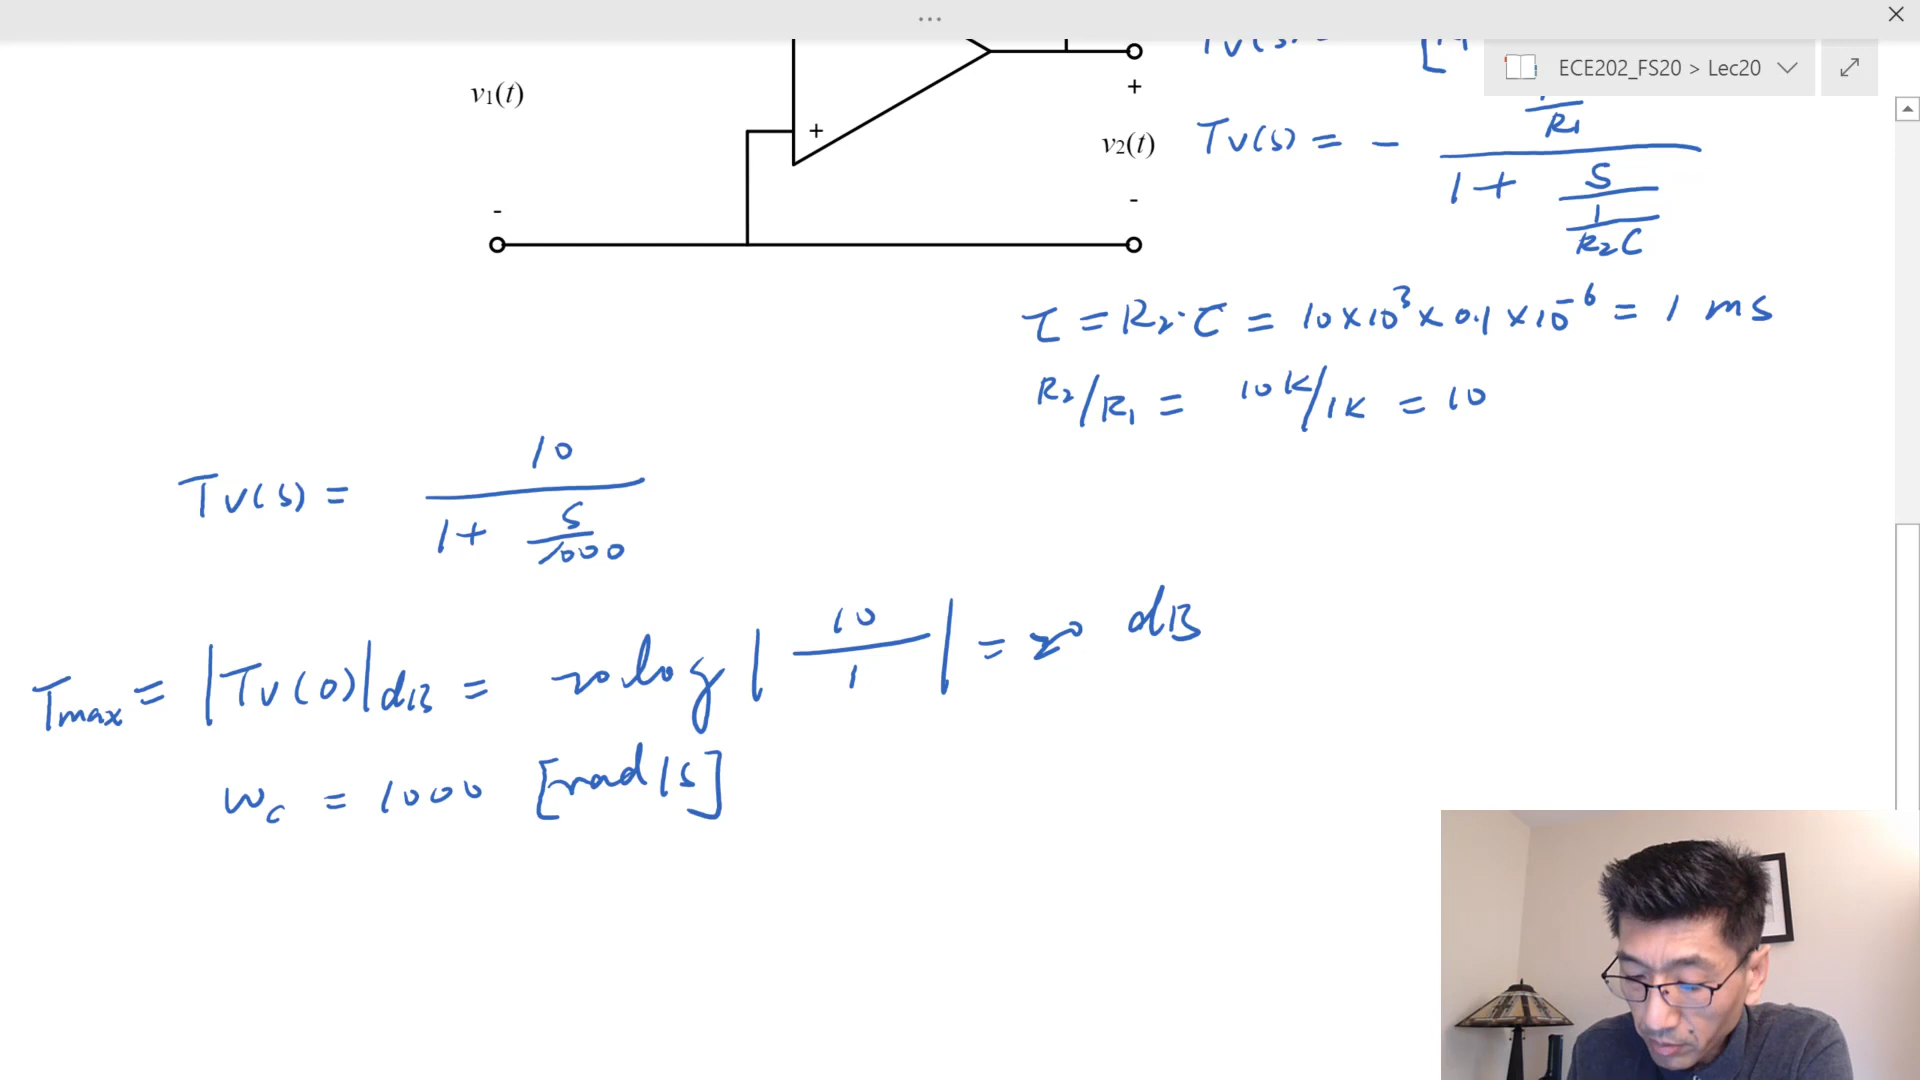 ...
ECE202_FS20 > Lec20
v1(t)
+
+
v2(t)
-
-
Tv(s) = -
R1
1 + S / 1 / R2C
τ = R2·C = 10×10^3 × 0.1 × 10^-6 = 1 ms
R2/R1 = 10K/1K = 10
Tv(s) = 10 / 1 + S/1000
Tmax = |Tv(0)|dB = 20 log | 10 / 1 | = 20 dB
ωc = 1000 [rad/s]